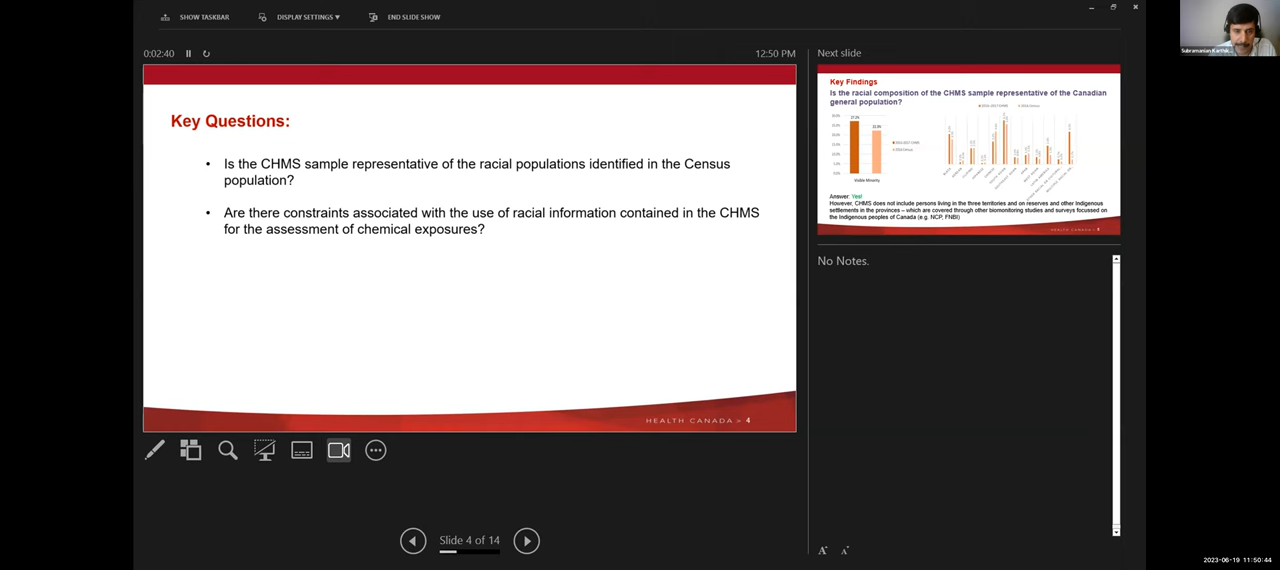 SHOW TASKBAR
DISPLAY SETTINGS ▾
END SLIDE SHOW
0:02:40
12:50 PM
Key Questions:
• Is the CHMS sample representative of the racial populations identified in the Census
population?
• Are there constraints associated with the use of racial information contained in the CHMS
for the assessment of chemical exposures?
HEALTH CANADA > 4
Slide 4 of 14
Next slide
Key Findings
Is the racial composition of the CHMS sample representative of the Canadian
general population?
Visible Minority
Answer: Yes!
However, CHMS does not include persons living in the three territories and on reserves and other Indigenous
settlements in the provinces – which are covered through other biomonitoring studies and surveys focussed on
the Indigenous peoples of Canada (e.g. NCP, FNBI)
HEALTH CANADA >
No Notes.
A A
Subramanian
2023-06-19 11:50:44